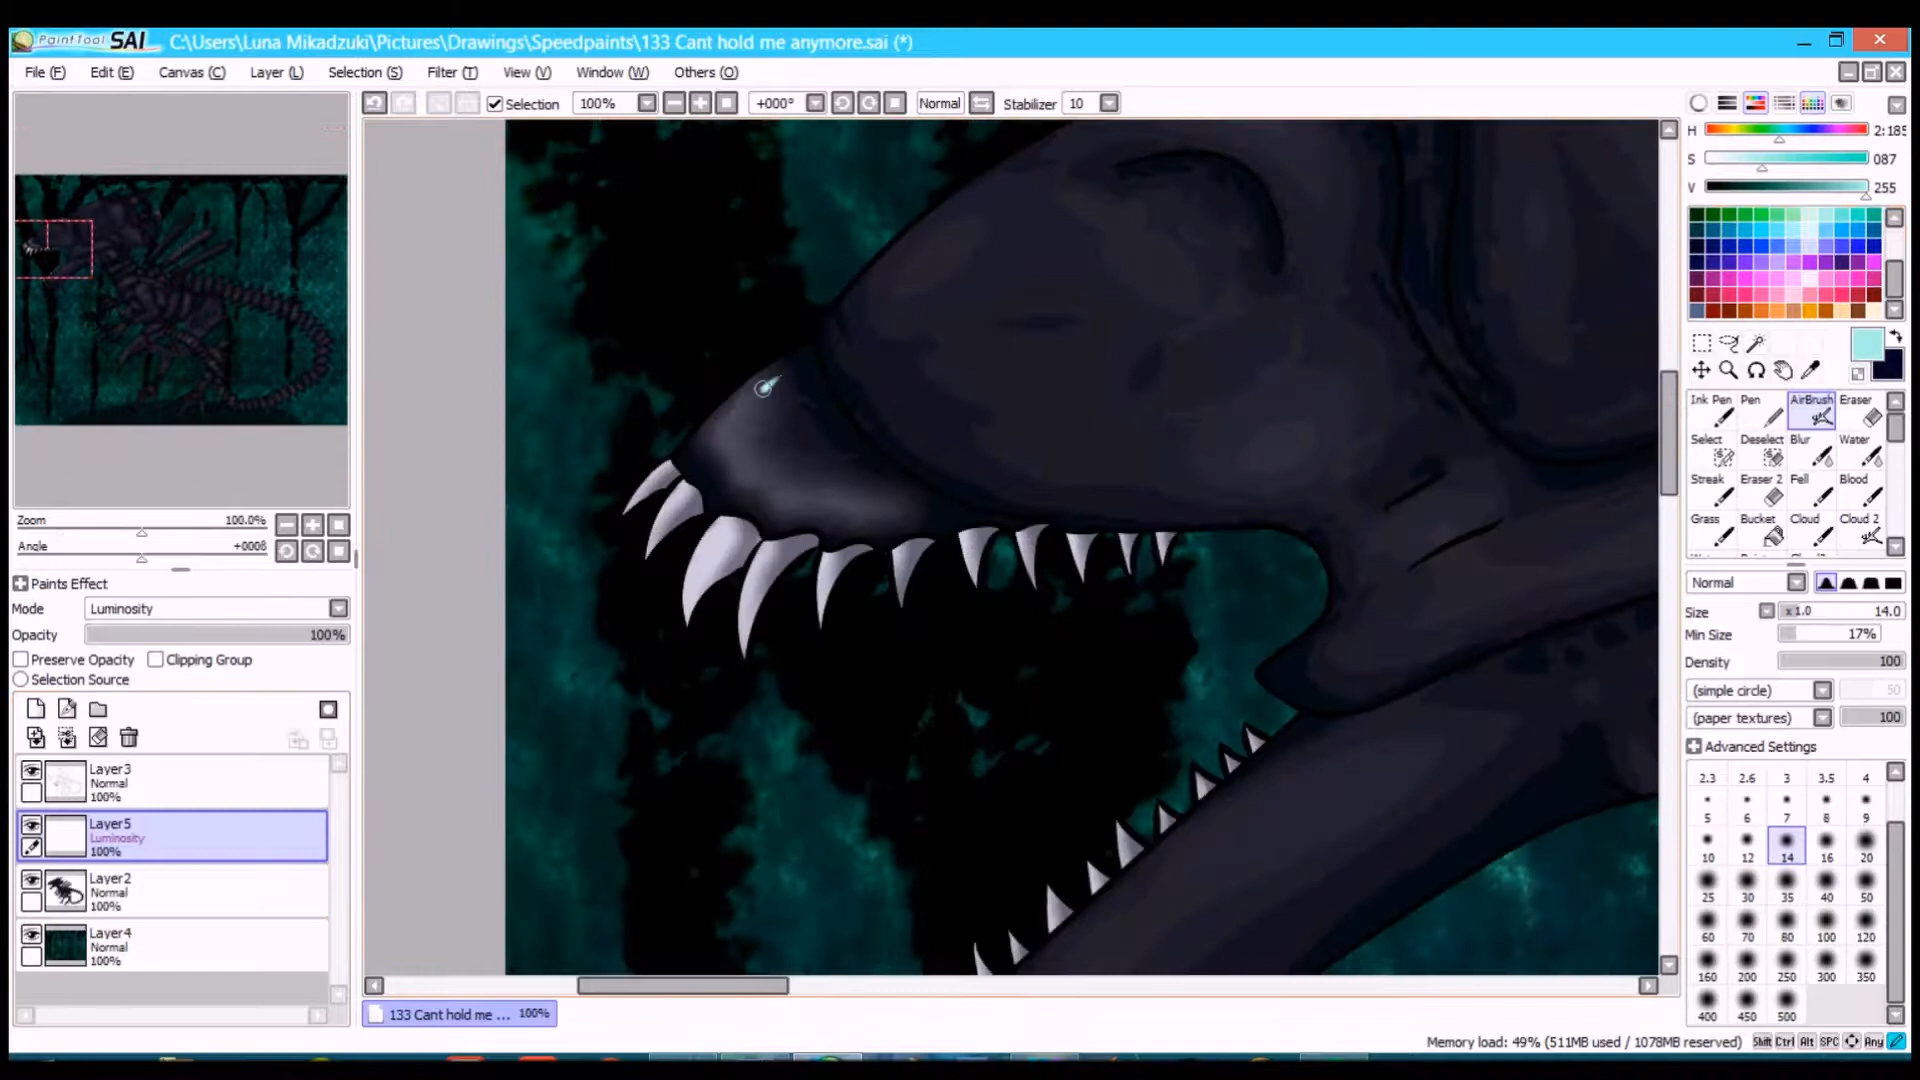 PaintTool SAI C:\Users\Luna Mikadzuki\Pictures\Drawings\Speedpaints\133 Cant hold me anymore.sai (*)
File (F) Edit (E) Canvas (C) Layer (L) Selection (S) Filter (T) View (V) Window (W) Others (O)
Selection 100% +000° Normal Stabilizer 10
H 2:185
S 087
V 255
Ink Pen Pen AirBrush Eraser
Select Deselect Blur Water
Streak Eraser 2 Fell Blood
Grass Bucket Cloud Cloud 2
Zoom 100.0%
Angle +000°
Paints Effect
Mode Luminosity
Opacity 100%
Preserve Opacity Clipping Group
Selection Source
Layer3
Normal
100%
Layer5
Luminosity
100%
Layer2
Normal
100%
Layer4
Normal
100%
Normal
Size x1.0 14.0
Min Size 17%
Density 100
(simple circle) 50
(paper textures) 100
Advanced Settings
2.3 2.6 3 3.5 4
5 6 7 8 9
10 12 14 16 20
25 30 35 40 50
60 70 80 100 120
160 200 250 300 350
400 450 500
133 Cant hold me ... 100%
Memory load: 49% (511MB used / 1078MB reserved) Shift Ctrl Alt SPC Any